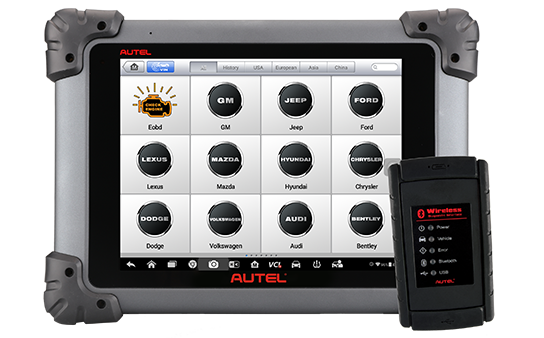 AUTEL
All History USA European Asia China
CHECK
ENGINE
GM
JEEP
FORD
Eobd
GM
Jeep
Ford
LEXUS
MAZDA
HYUNDAI
CHRYSLER
Lexus
Mazda
Hyundai
Chrysler
DODGE
VOLKSWAGEN
AUDI
BENTLEY
Dodge
Volkswagen
Audi
Bentley
VCL
AUTEL
Wireless
Power
Vehicle
Error
Bluetooth
USB
AUTEL